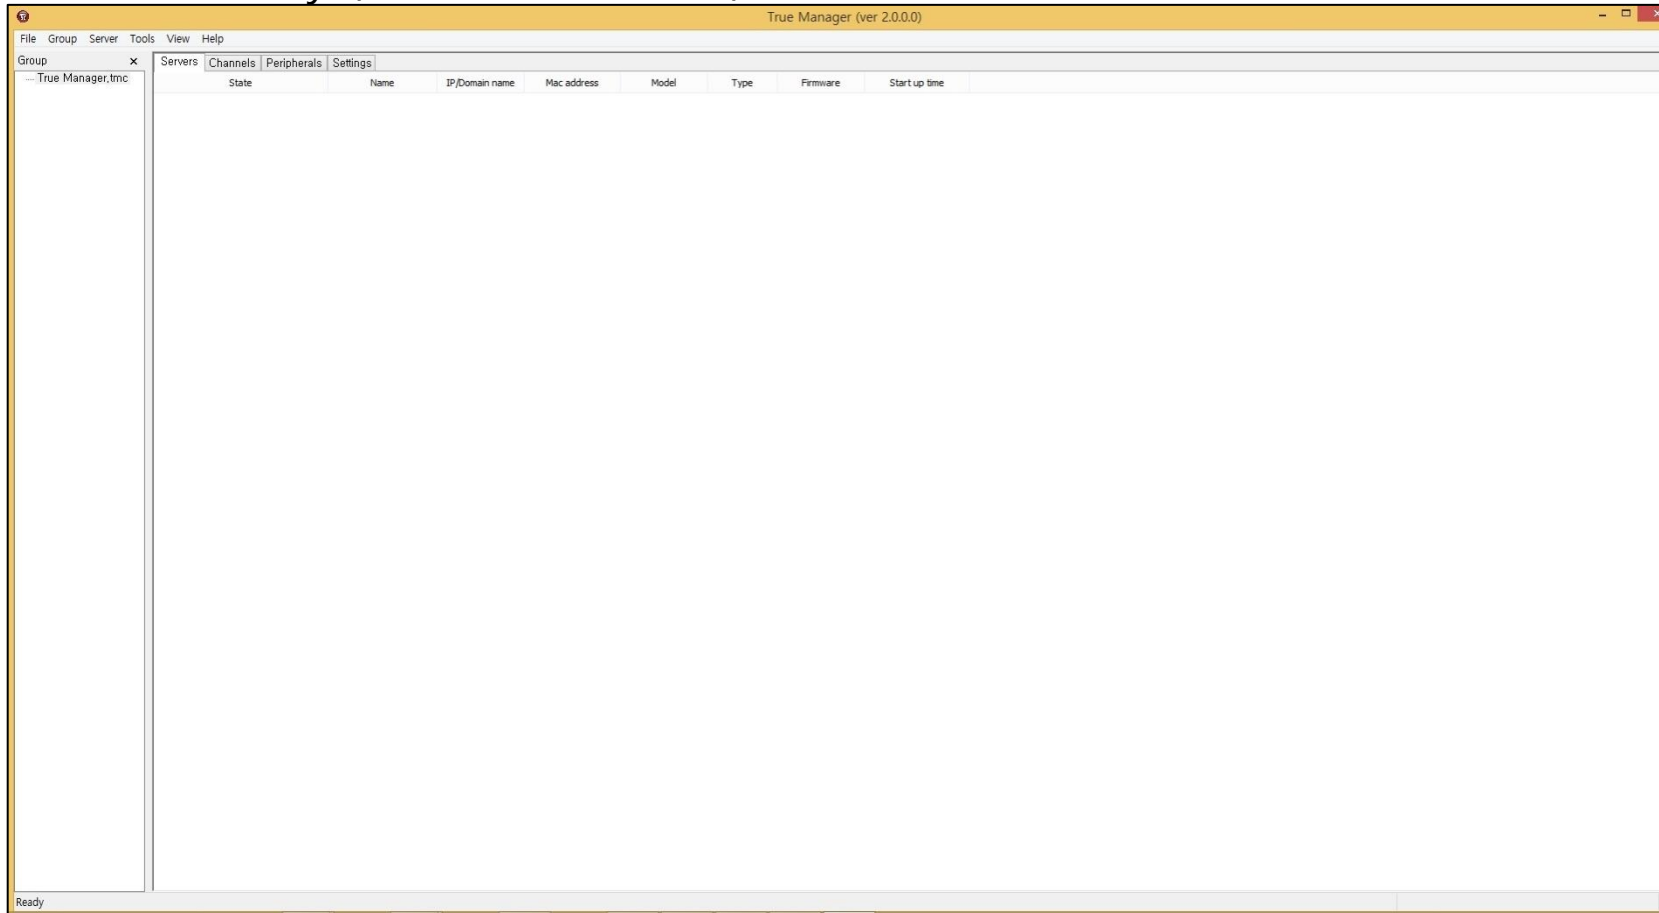 True Manager (ver 2.0.0.0)
File Group Server Tools View Help
Group
Servers Channels Peripherals Settings
True Manager,tmc
State Name IP/Domain name Mac address Model Type Firmware Start up time
Ready